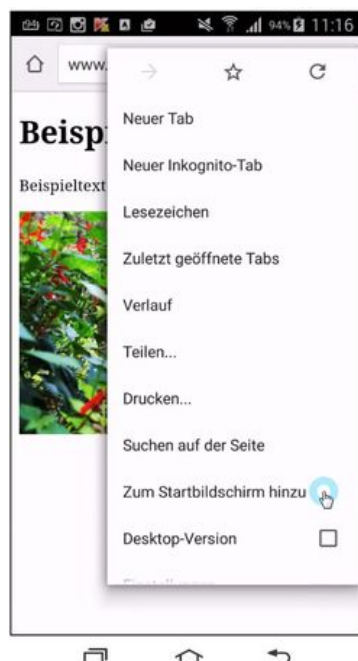 94% 11:16
www.
Beisp
Beispieltext
Neuer Tab
Neuer Inkognito-Tab
Lesezeichen
Zuletzt geöffnete Tabs
Verlauf
Teilen...
Drucken...
Suchen auf der Seite
Zum Startbildschirm hinzu
Desktop-Version